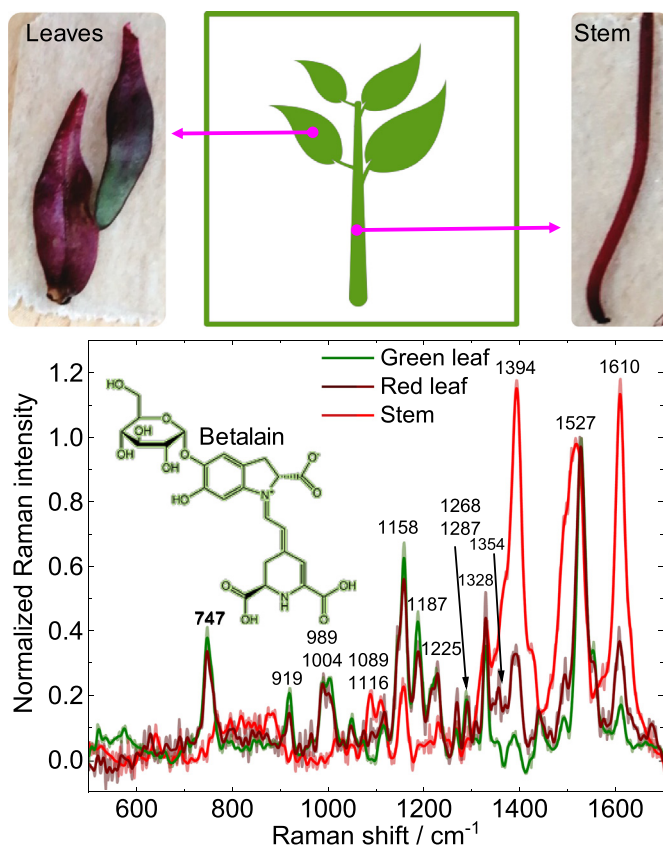 Leaves
Stem
Green leaf
Red leaf
Stem
1394
1610
1527
1268
1287
1354
1158
1328
1187
1225
989
1004
1089
1116
919
747
Betalain
HO
HO
HO
OH
OH
O
O
HO
N⁺
O⁻
O
O
OH
N
H
O
OH
Normalized Raman intensity
1.2
1.0
0.8
0.6
0.4
0.2
0.0
600
800
1000
1200
1400
1600
Raman shift / cm⁻¹